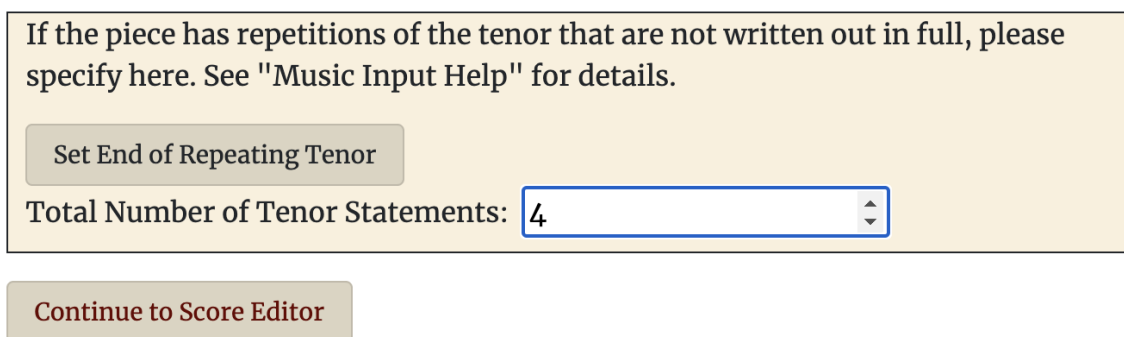 If the piece has repetitions of the tenor that are not written out in full, please
specify here. See "Music Input Help" for details.
Set End of Repeating Tenor
Total Number of Tenor Statements: 4
Continue to Score Editor